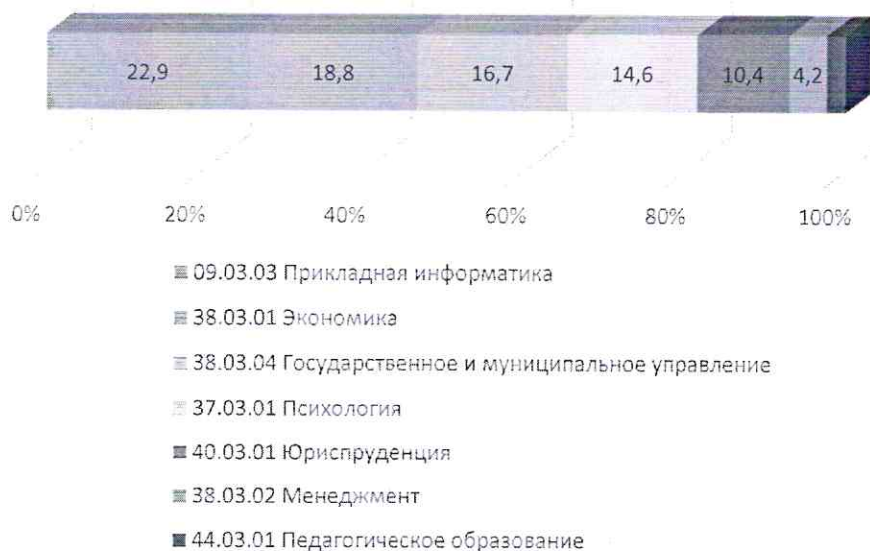 22,9 18,8 16,7 14,6 10,4 4,2
0% 20% 40% 60% 80% 100%
09.03.03 Прикладная информатика
38.03.01 Экономика
38.03.04 Государственное и муниципальное управление
37.03.01 Психология
40.03.01 Юриспруденция
38.03.02 Менеджмент
44.03.01 Педагогическое образование